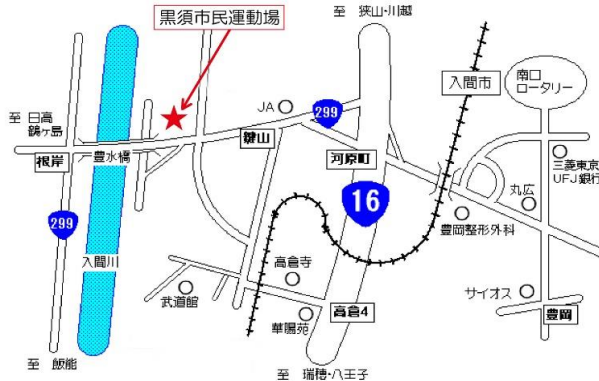 黒須市民運動場
至 狭山・川越
入間市
南口
ロータリー
至 日高
鶴ヶ島
JA
299
鍵山
根岸
豊水橋
河原町
三菱東京
UFJ銀行
16
丸広
299
豊岡整形外科
入間川
高倉寺
武道館
サイオス
華陽苑
高倉4
豊岡
至 飯能
至 瑞穂・八王子